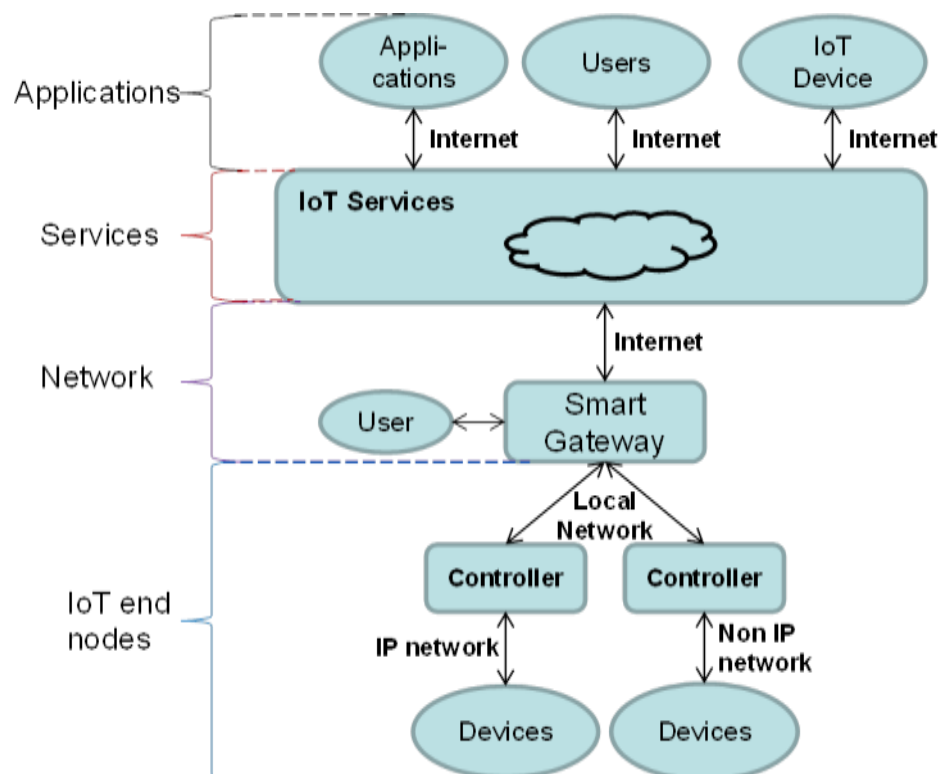 Appli-
cations
Users
IoT
Device
Applications
Internet
Internet
Internet
IoT Services
Services
Internet
Network
Smart
Gateway
User
Local
Network
Controller
Controller
IoT end
nodes
IP network
Non IP
network
Devices
Devices